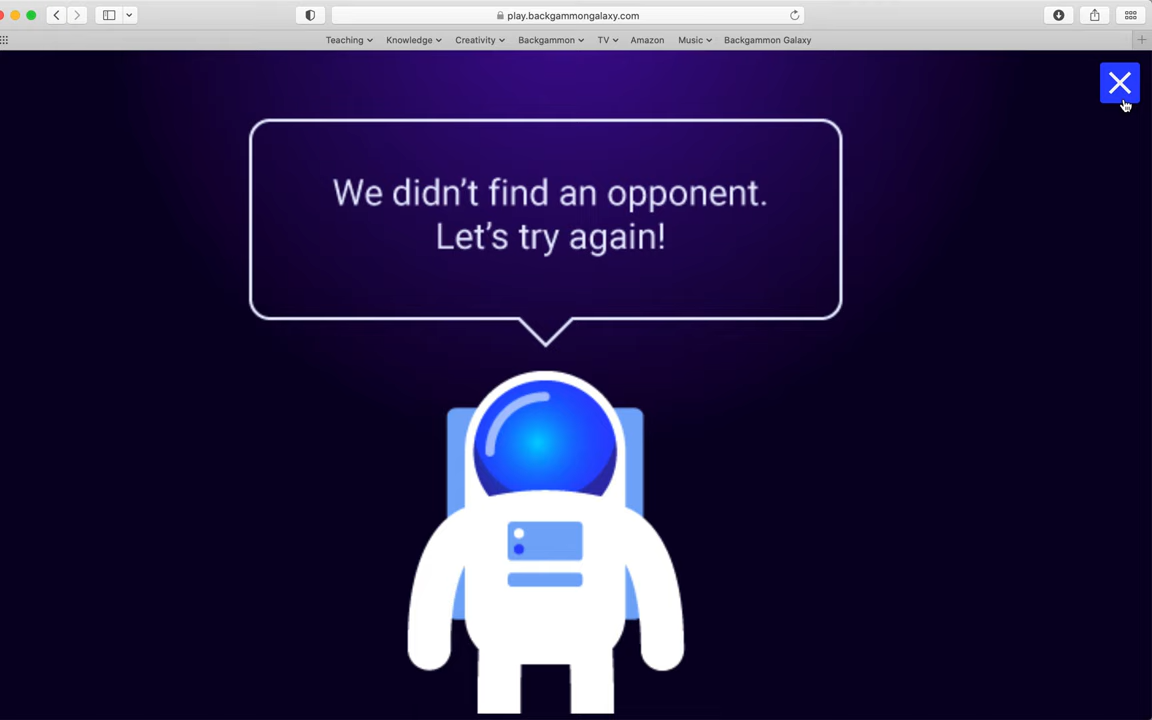 play.backgammongalaxy.com
Teaching Knowledge Creativity Backgammon TV Amazon Music Backgammon Galaxy
We didn’t find an opponent.
Let’s try again!